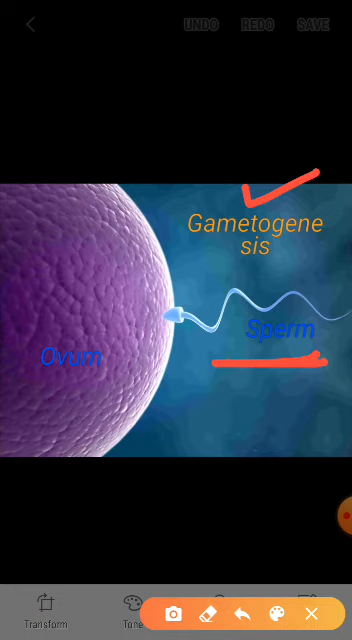 UNDO REDO SAVE
Gametogene
sis
Sperm
Ovum
Transform
Tone